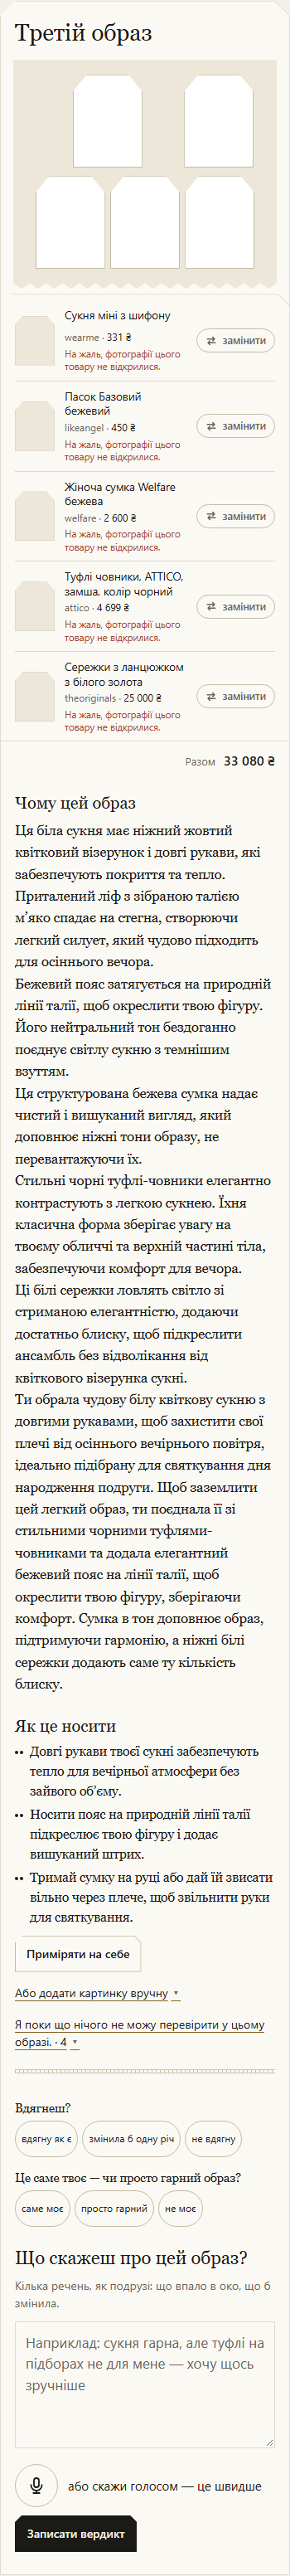 Третій образ
Сукня міні з шифону
wearme · 331 ₴
На жаль, фотографії цього
товару не відкрилися.
замінити
Пасок Базовий
бежевий
likeangel · 450 ₴
На жаль, фотографії цього
товару не відкрилися.
замінити
Жіноча сумка Welfare
бежева
welfare · 2 600 ₴
На жаль, фотографії цього
товару не відкрилися.
замінити
Туфлі човники, ATTICO,
замша, колір чорний
attico · 4 699 ₴
На жаль, фотографії цього
товару не відкрилися.
замінити
Сережки з ланцюжком
з білого золота
theoriginals · 25 000 ₴
На жаль, фотографії цього
товару не відкрилися.
замінити
Разом 33 080 ₴
Чому цей образ
Ця біла сукня має ніжний жовтий
квітковий візерунок і довгі рукави, які
забезпечують покриття та тепло.
Приталений ліф з зібраною талією
м’яко спадає на стегна, створюючи
легкий силует, який чудово підходить
для осіннього вечора.
Бежевий пояс затягується на природній
лінії талії, щоб окреслити твою фігуру.
Його нейтральний тон бездоганно
поєднує світлу сукню з темнішим
взуттям.
Ця структурована бежева сумка надає
чистий і вишуканий вигляд, який
доповнює ніжні тони образу, не
перевантажуючи їх.
Стильні чорні туфлі-човники елегантно
контрастують з легкою сукнею. Їхня
класична форма зберігає увагу на
твоєму обличчі та верхній частині тіла,
забезпечуючи комфорт для вечора.
Ці білі сережки ловлять світло зі
стриманою елегантністю, додаючи
достатньо блиску, щоб підкреслити
ансамбль без відволікання від
квіткового візерунка сукні.
Ти обрала чудову білу квіткову сукню з
довгими рукавами, щоб захистити свої
плечі від осіннього вечірнього повітря,
ідеально підібрану для святкування дня
народження подруги. Щоб заземлити
цей легкий образ, ти поєднала її зі
стильними чорними туфлями-
човниками та додала елегантний
бежевий пояс на лінії талії, щоб
окреслити твою фігуру, зберігаючи
комфорт. Сумка в тон доповнює образ,
підтримуючи гармонію, а ніжні білі
сережки додають саме ту кількість
блиску.
Як це носити
•• Довгі рукави твоєї сукні забезпечують
тепло для вечірньої атмосфери без
зайвого об’єму.
•• Носити пояс на природній лінії талії
підкреслює твою фігуру і додає
вишуканий штрих.
•• Тримай сумку на руці або дай їй звисати
вільно через плече, щоб звільнити руки
для святкування.
Приміряти на себе
Або додати картинку вручну ▾
Я поки що нічого не можу перевірити у цьому
образі. · 4 ▾
Вдягнеш?
вдягну як є
змінила б одну річ
не вдягну
Це саме твоє — чи просто гарний образ?
саме моє
просто гарний
не моє
Що скажеш про цей образ?
Кілька речень, як подрузі: що впало в око, що б
змінила.
Наприклад: сукня гарна, але туфлі на
підборах не для мене — хочу щось
зручніше
або скажи голосом — це швидше
Записати вердикт